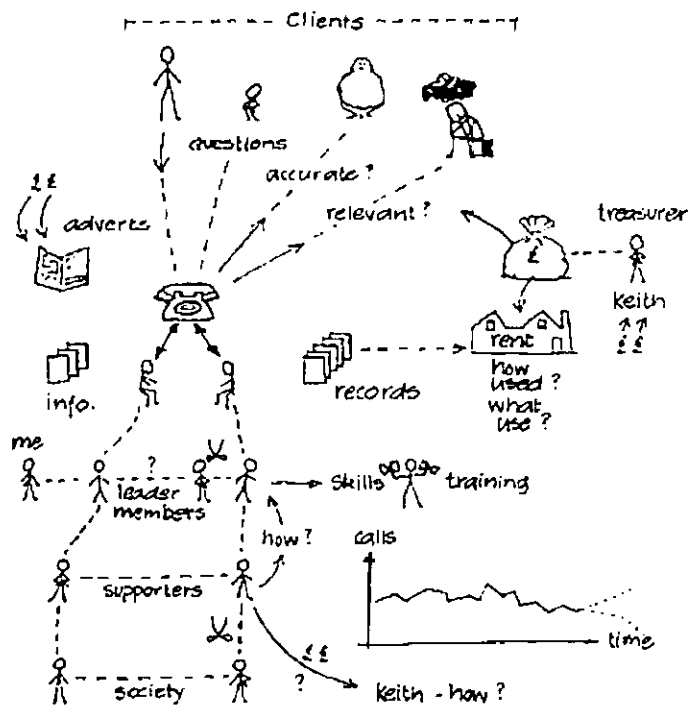 Clients
questions
accurate ?
relevant ?
£ £
adverts
£
treasurer
Keith
£ £
rent
how
used ?
what
use ?
info.
records
me
?
leader
members
skills
training
how ?
calls
time
supporters
£ £
society
?
Keith - how ?